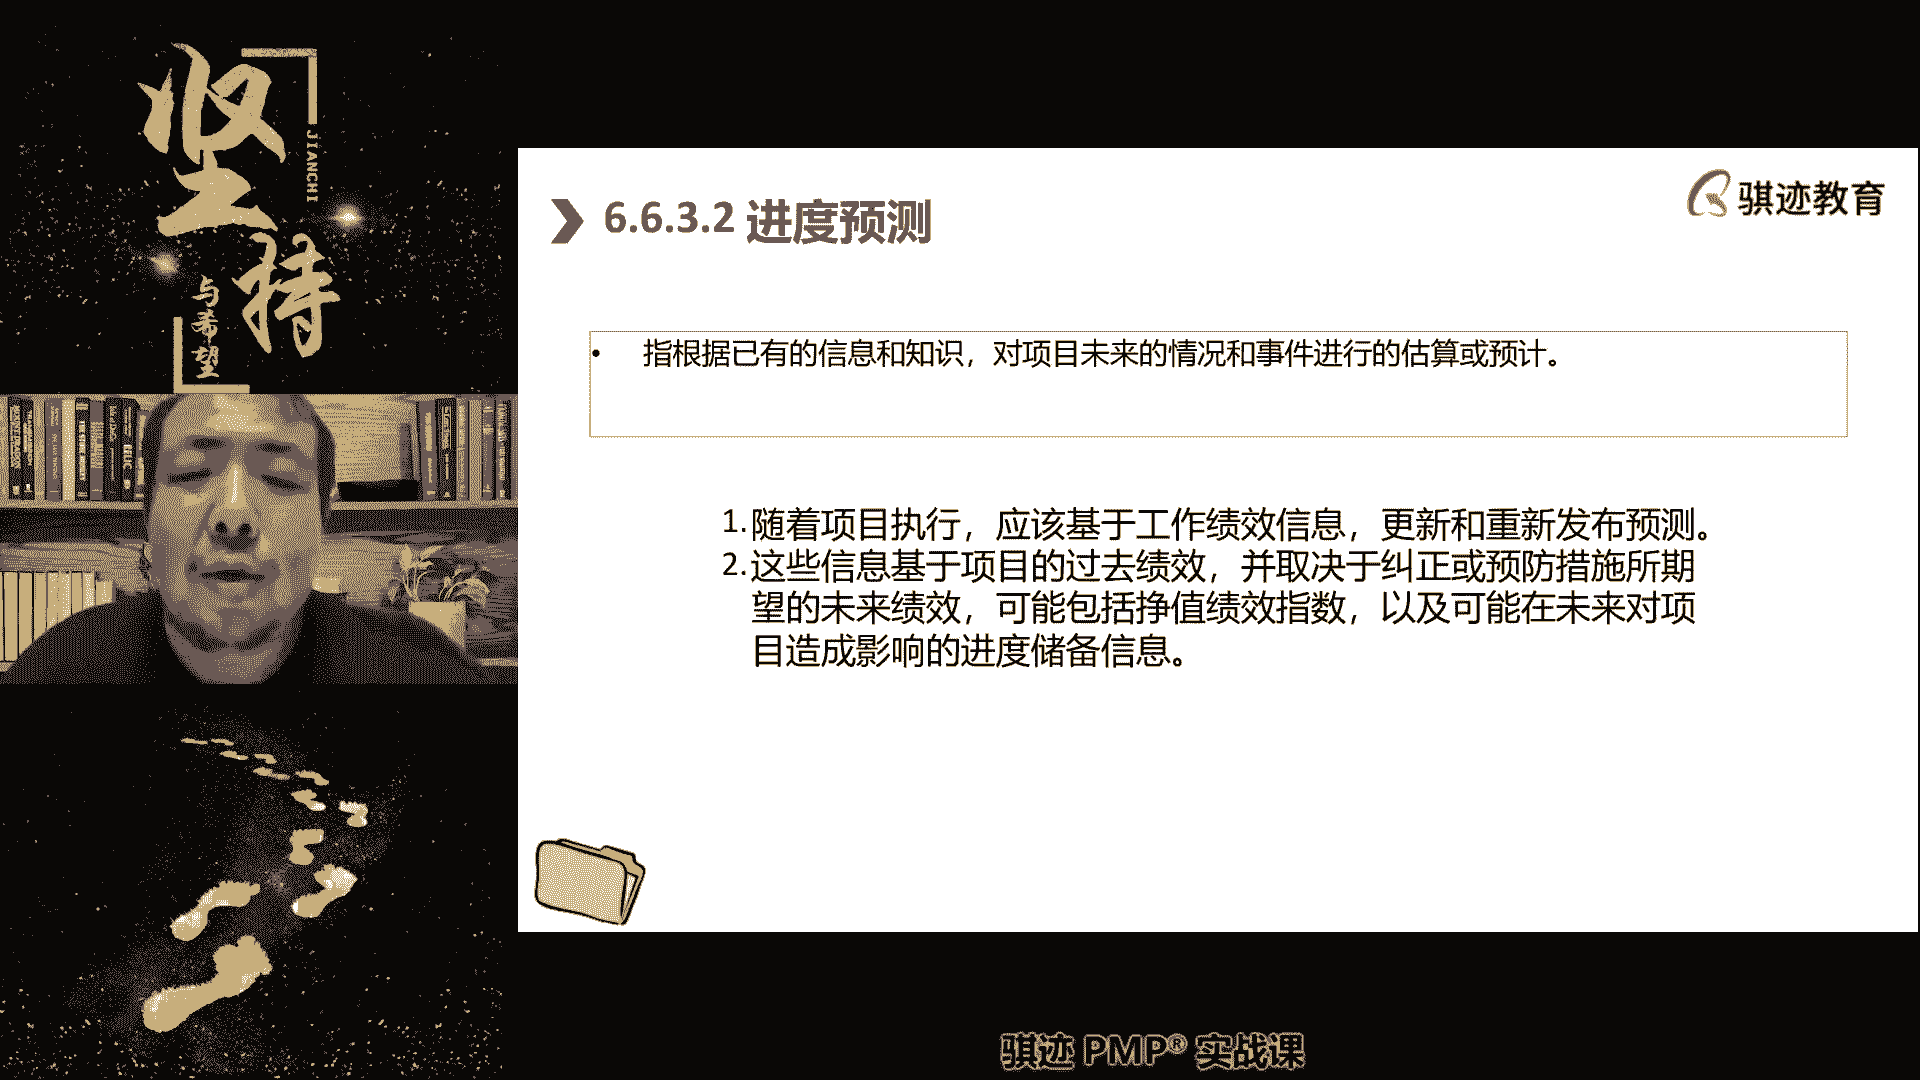 坚持
JIANCHI
与希望
骐迹教育
6.6.3.2 进度预测
• 指根据已有的信息和知识，对项目未来的情况和事件进行的估算或预计。
1.随着项目执行，应该基于工作绩效信息，更新和重新发布预测。
2.这些信息基于项目的过去绩效，并取决于纠正或预防措施所期
望的未来绩效，可能包括挣值绩效指数，以及可能在未来对项
目造成影响的进度储备信息。
骐迹 PMP® 实战课